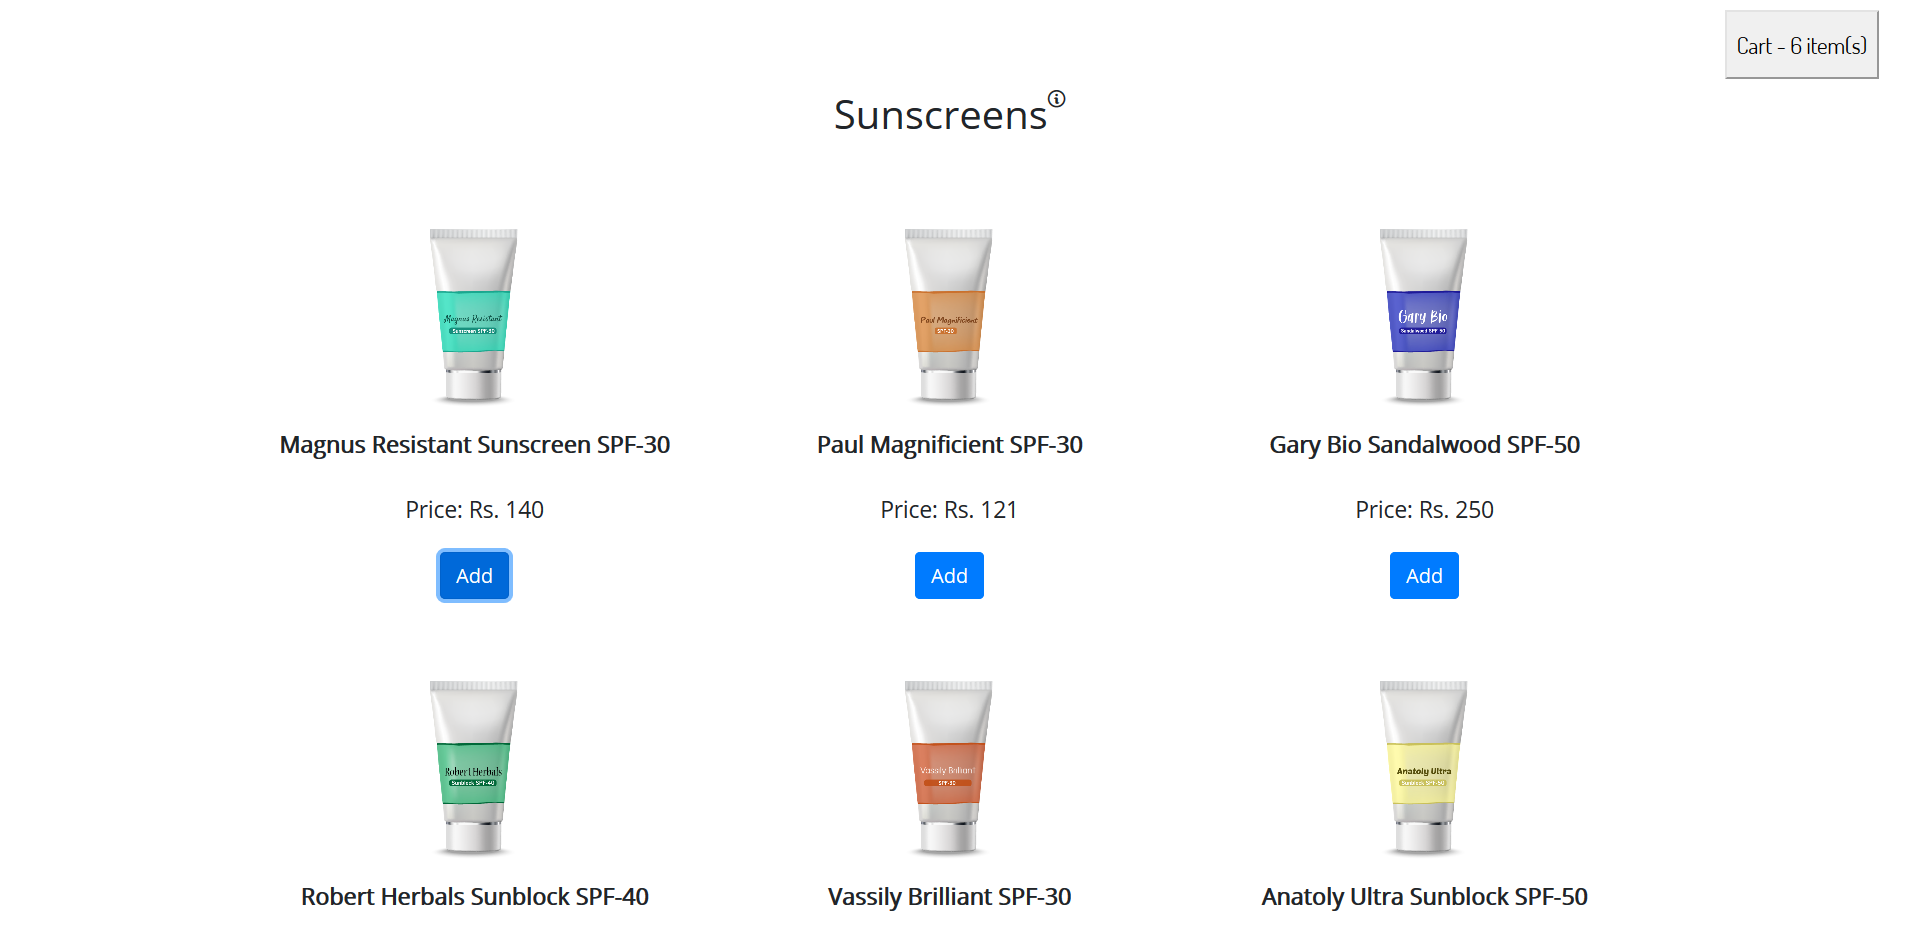 Cart - 6 item(s)
Sunscreens
Magnus Resistant
Sunscreen SPF-30
Paul Magnificient
SPF-30
Gary Bio
Sandalwood SPF-50
Magnus Resistant Sunscreen SPF-30
Paul Magnificient SPF-30
Gary Bio Sandalwood SPF-50
Price: Rs. 140
Price: Rs. 121
Price: Rs. 250
Add
Add
Add
Robert Herbals
Sunblock SPF-40
Vassily Brilliant
SPF-30
Anatoly Ultra
Sunblock SPF-50
Robert Herbals Sunblock SPF-40
Vassily Brilliant SPF-30
Anatoly Ultra Sunblock SPF-50